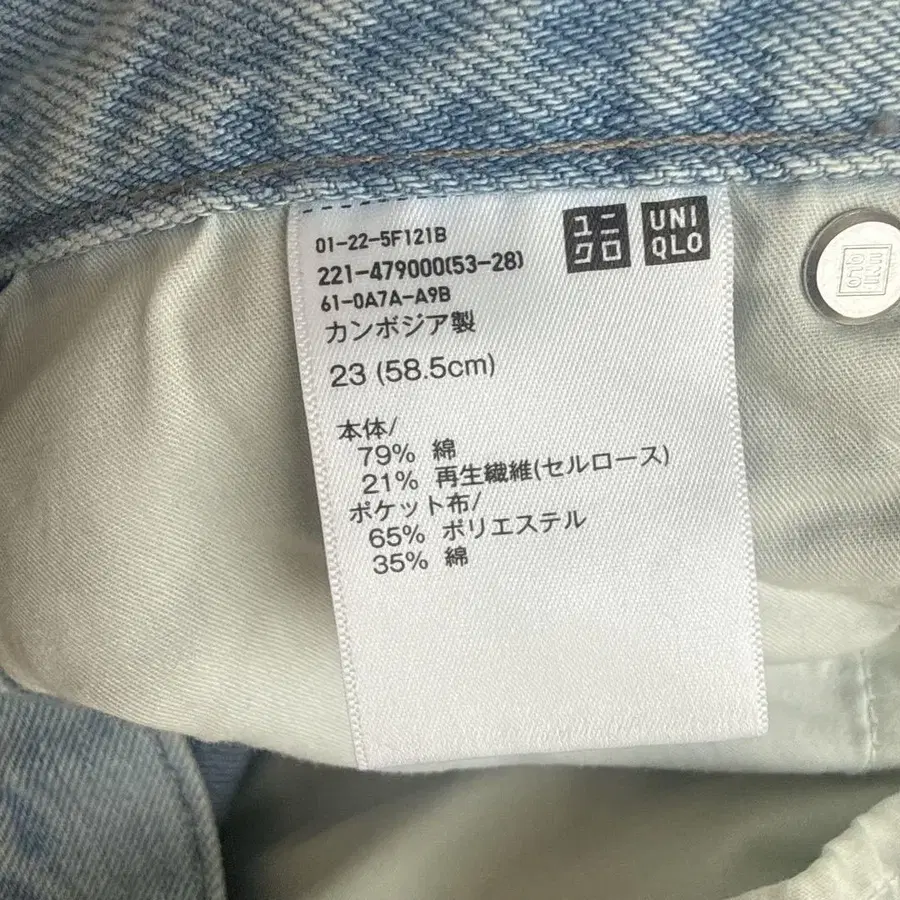 01-22-5F121B
221-479000(53-28)
61-0A7A-A9B
カンボジア製
23 (58.5cm)
ユニ
クロ
UNI
QLO
本体/
79% 綿
21% 再生繊維(セルロース)
ポケット布/
65% ポリエステル
35% 綿